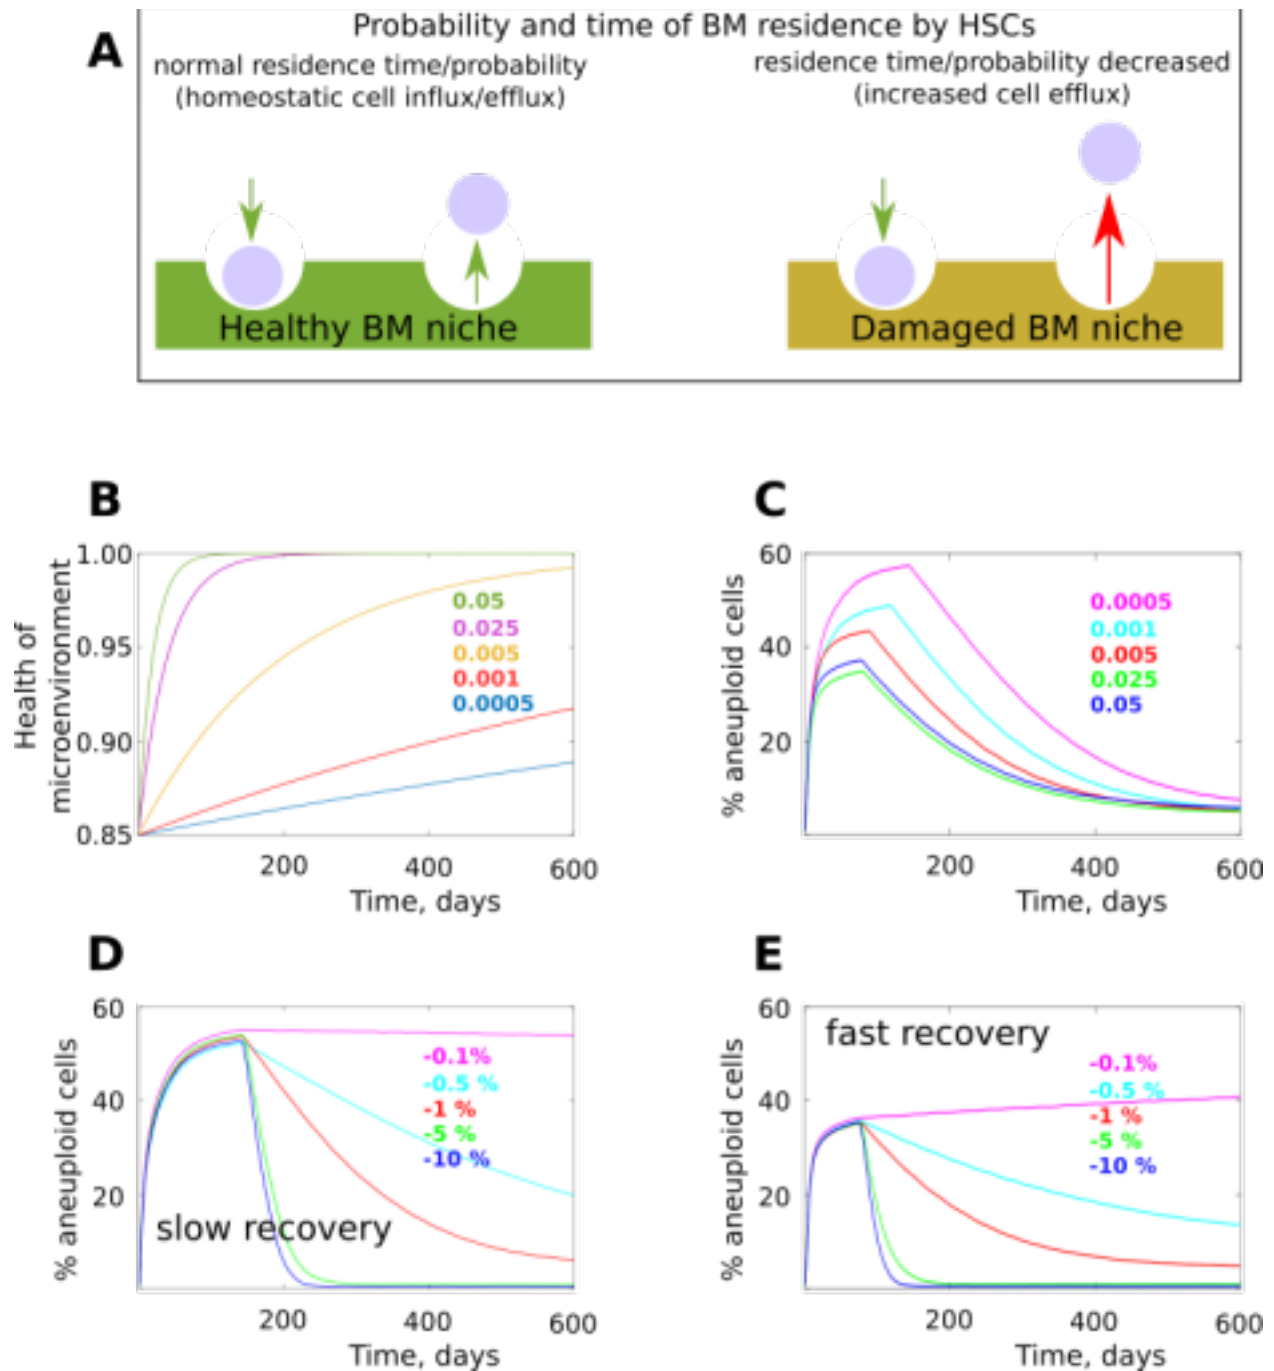 A
Probability and time of BM residence by HSCs
normal residence time/probability
(homeostatic cell influx/efflux)
residence time/probability decreased
(increased cell efflux)
Healthy BM niche
Damaged BM niche
B
Health of
microenvironment
1.00
0.95
0.90
0.85
0.05
0.025
0.005
0.001
0.0005
200
400
600
Time, days
C
% aneuploid cells
60
40
20
0.0005
0.001
0.005
0.025
0.05
200
400
600
Time, days
D
% aneuploid cells
60
40
20
-0.1%
-0.5 %
-1 %
-5 %
-10 %
slow recovery
200
400
600
Time, days
E
% aneuploid cells
60
40
20
fast recovery
-0.1%
-0.5 %
-1 %
-5 %
-10 %
200
400
600
Time, days